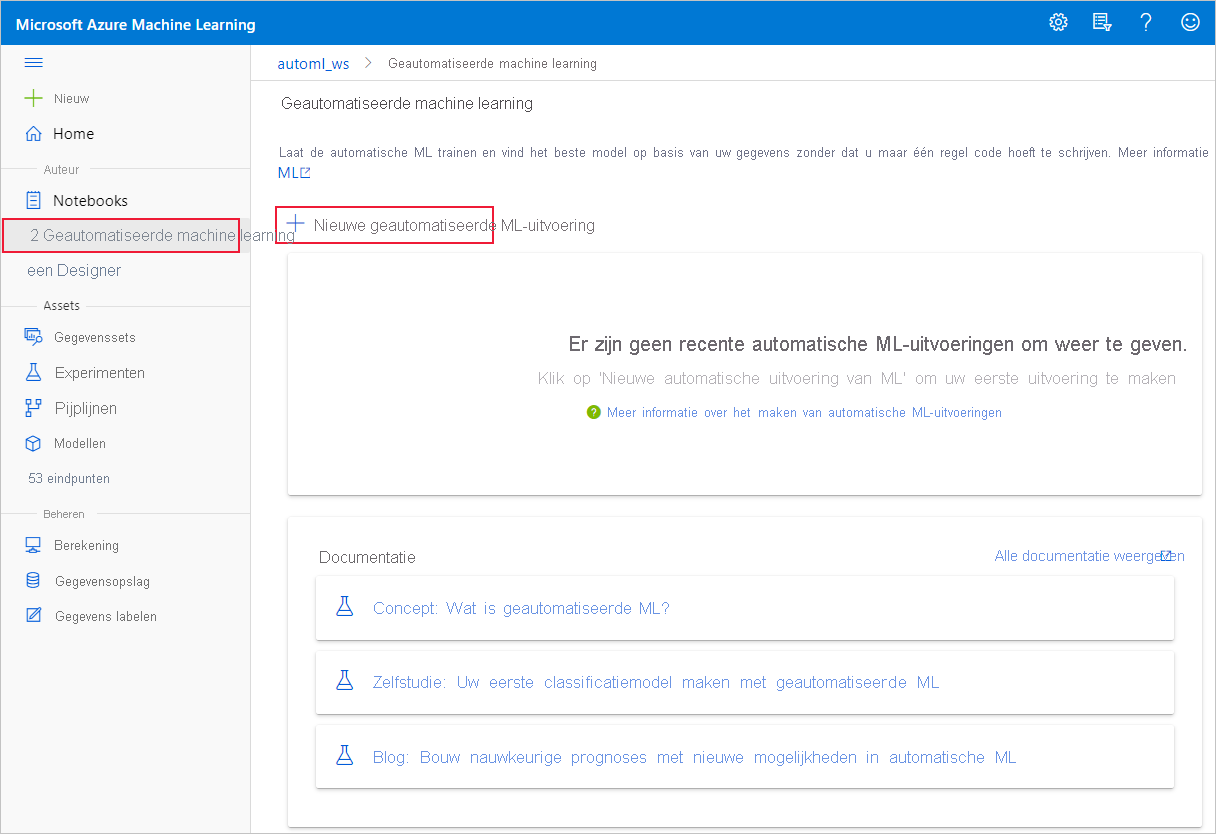 Microsoft Azure Machine Learning
Nieuw
Home
Auteur
Notebooks
2 Geautomatiseerde machine learning
een Designer
Assets
Gegevenssets
Experimenten
Pijplijnen
Modellen
53 eindpunten
Beheren
Berekening
Gegevensopslag
Gegevens labelen
automl_ws > Geautomatiseerde machine learning
Geautomatiseerde machine learning
Laat de automatische ML trainen en vind het beste model op basis van uw gegevens zonder dat u maar één regel code hoeft te schrijven. Meer informatie
ML
Nieuwe geautomatiseerde ML-uitvoering
Er zijn geen recente automatische ML-uitvoeringen om weer te geven.
Klik op 'Nieuwe automatische uitvoering van ML' om uw eerste uitvoering te maken
Meer informatie over het maken van automatische ML-uitvoeringen
Documentatie
Alle documentatie weergeven
Concept: Wat is geautomatiseerde ML?
Zelfstudie: Uw eerste classificatiemodel maken met geautomatiseerde ML
Blog: Bouw nauwkeurige prognoses met nieuwe mogelijkheden in automatische ML